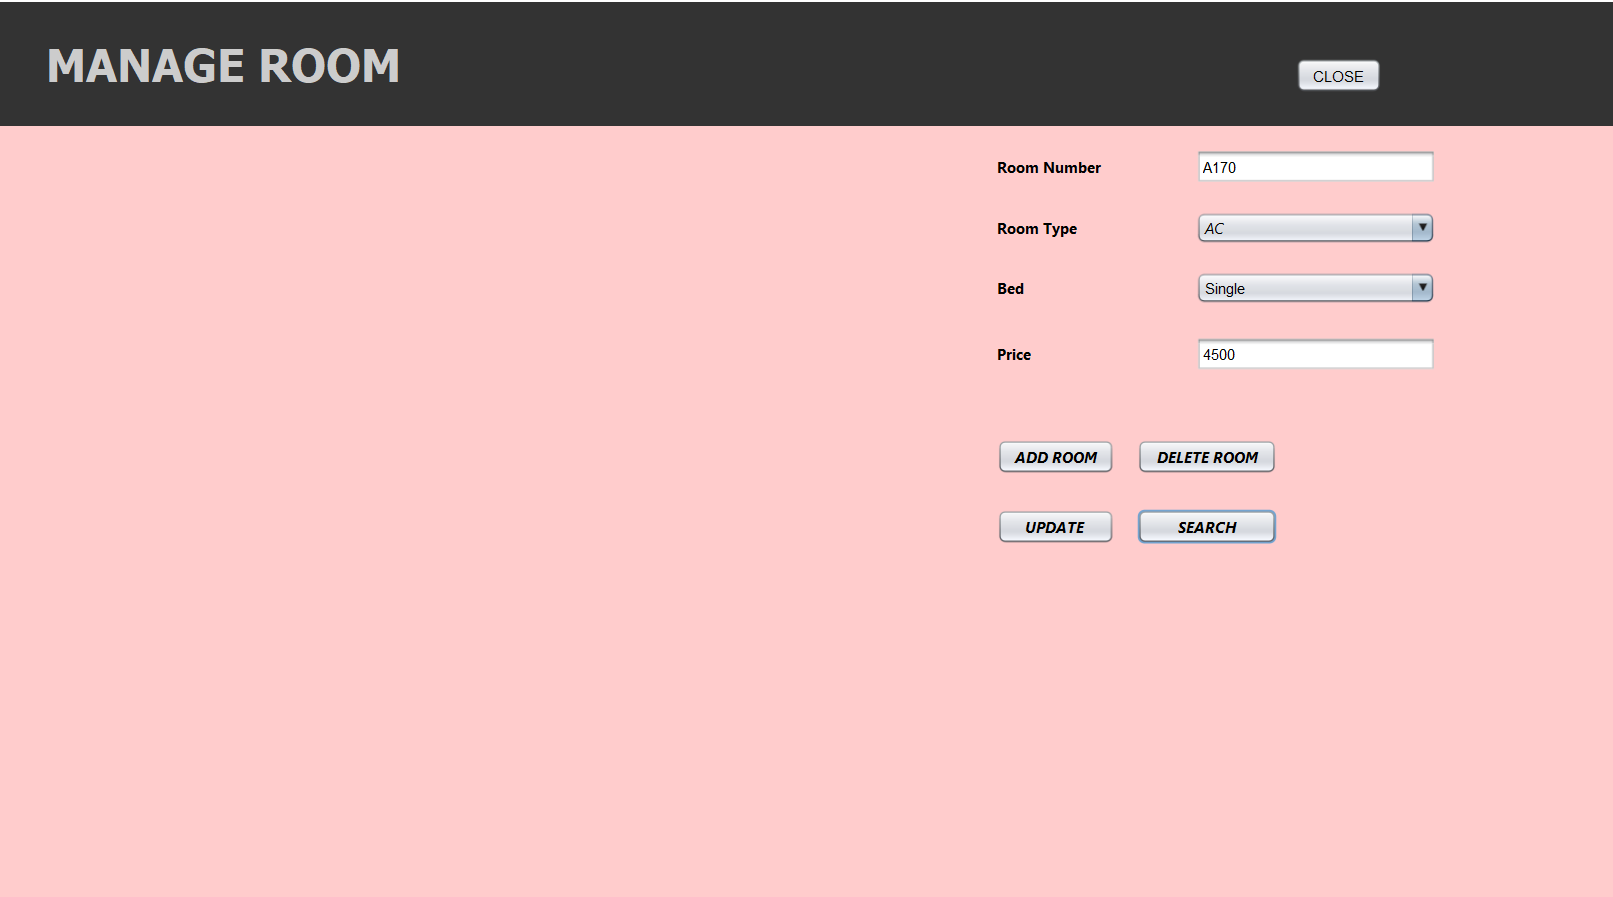 MANAGE ROOM
CLOSE
Room Number A170
Room Type AC
Bed Single
Price 4500
ADD ROOM DELETE ROOM
UPDATE SEARCH